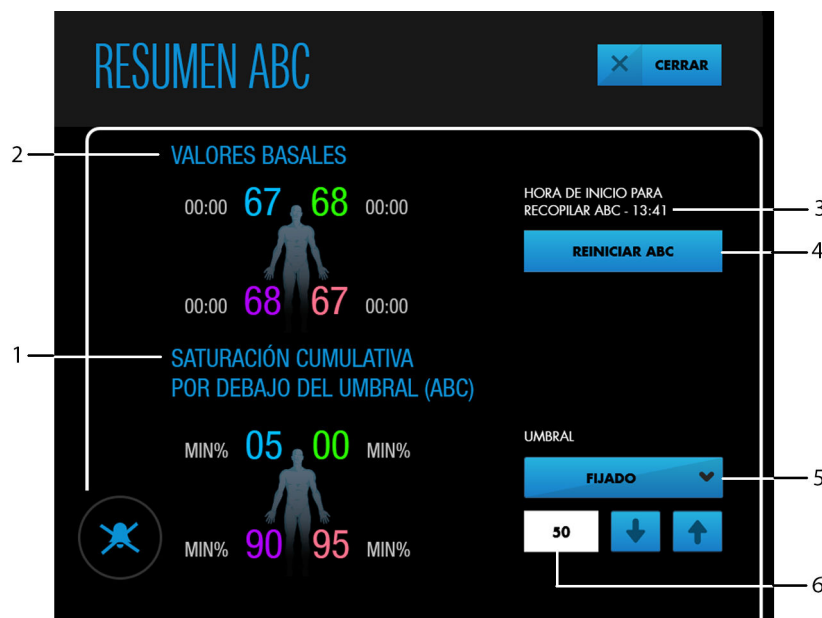 RESUMEN ABC
CERRAR
2
VALORES BASALES
00:00 67 68 00:00
HORA DE INICIO PARA
RECOPILAR ABC - 13:41
3
REINICIAR ABC
4
00:00 68 67 00:00
1
SATURACIÓN CUMULATIVA
POR DEBAJO DEL UMBRAL (ABC)
MIN% 05 00 MIN%
UMBRAL
FIJADO
5
50
MIN% 90 95 MIN%
6